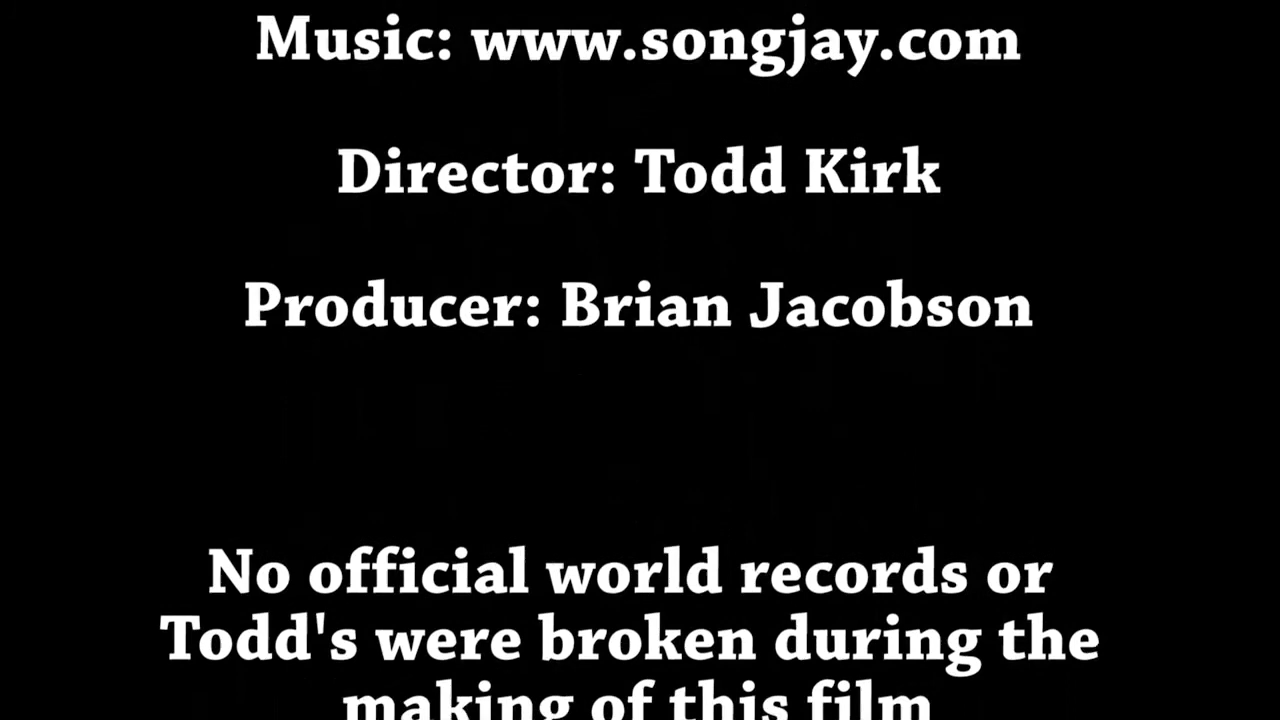 Music: www.songjay.com
Director: Todd Kirk
Producer: Brian Jacobson
No official world records or
Todd's were broken during the
making of this film